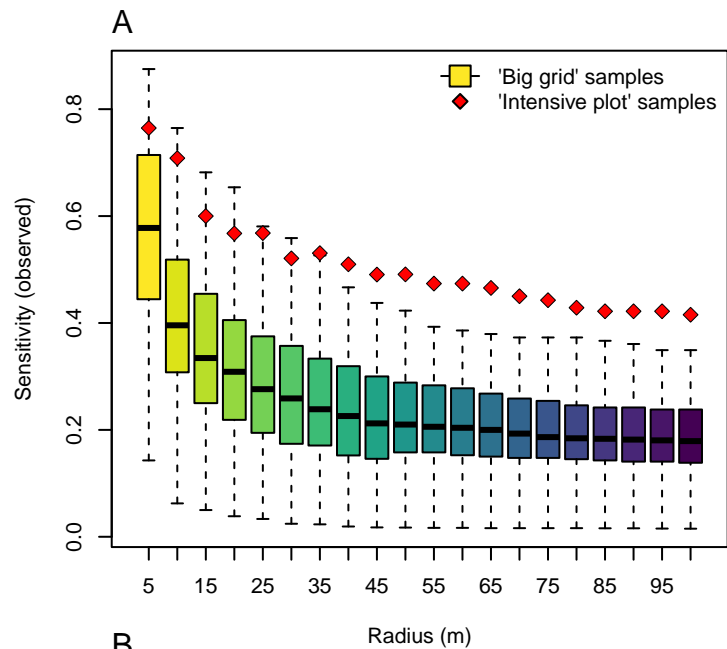 A
'Big grid' samples
'Intensive plot' samples
Sensitivity (observed)
0.8
0.6
0.4
0.2
0.0
5 15 25 35 45 55 65 75 85 95
Radius (m)
B